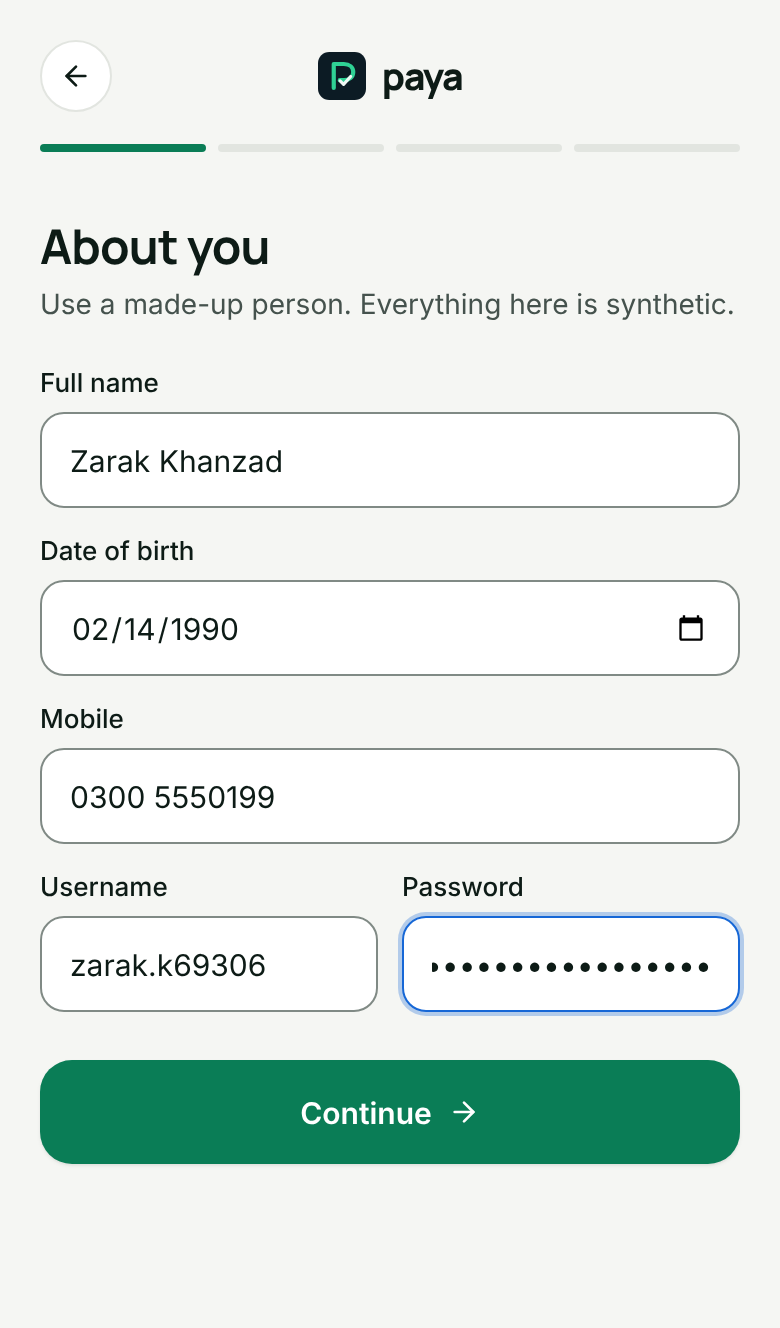 paya
About you
Use a made-up person. Everything here is synthetic.
Full name
Zarak Khanzad
Date of birth
02/14/1990
Mobile
0300 5550199
Username
Password
zarak.k69306
Continue